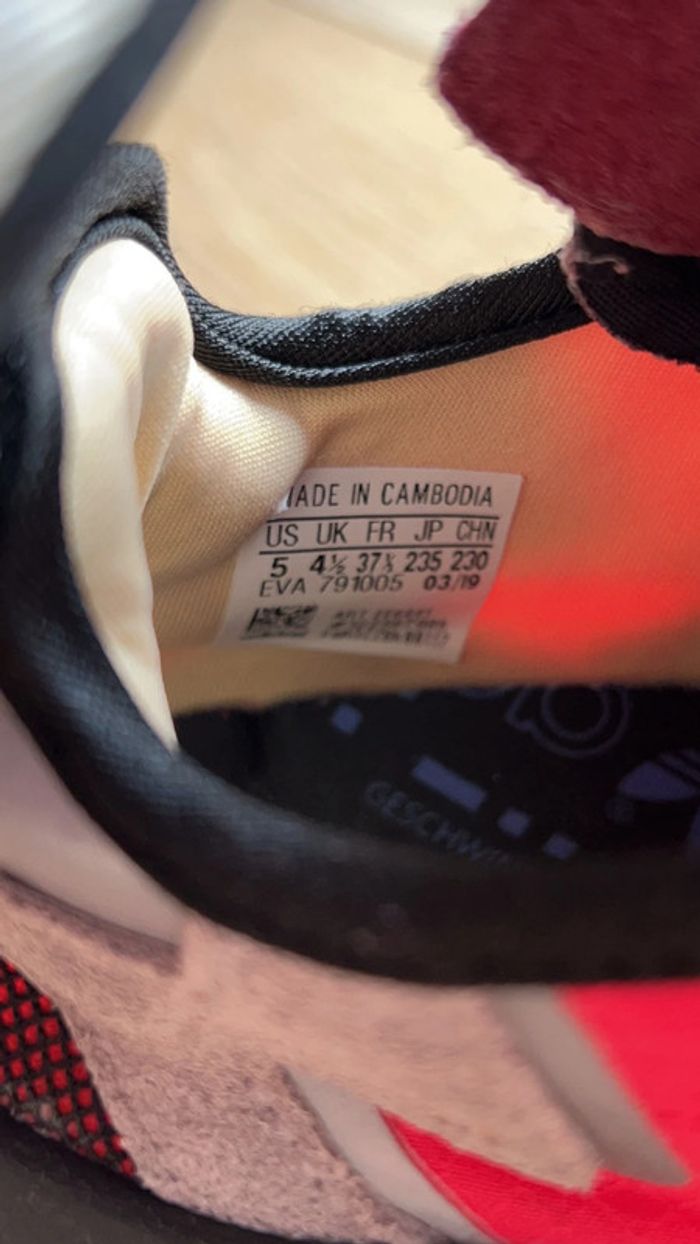 MADE IN CAMBODIA
US UK FR JP CHN
5 4½ 37⅓ 235 230
EVA 791005 03/19
GESCHW